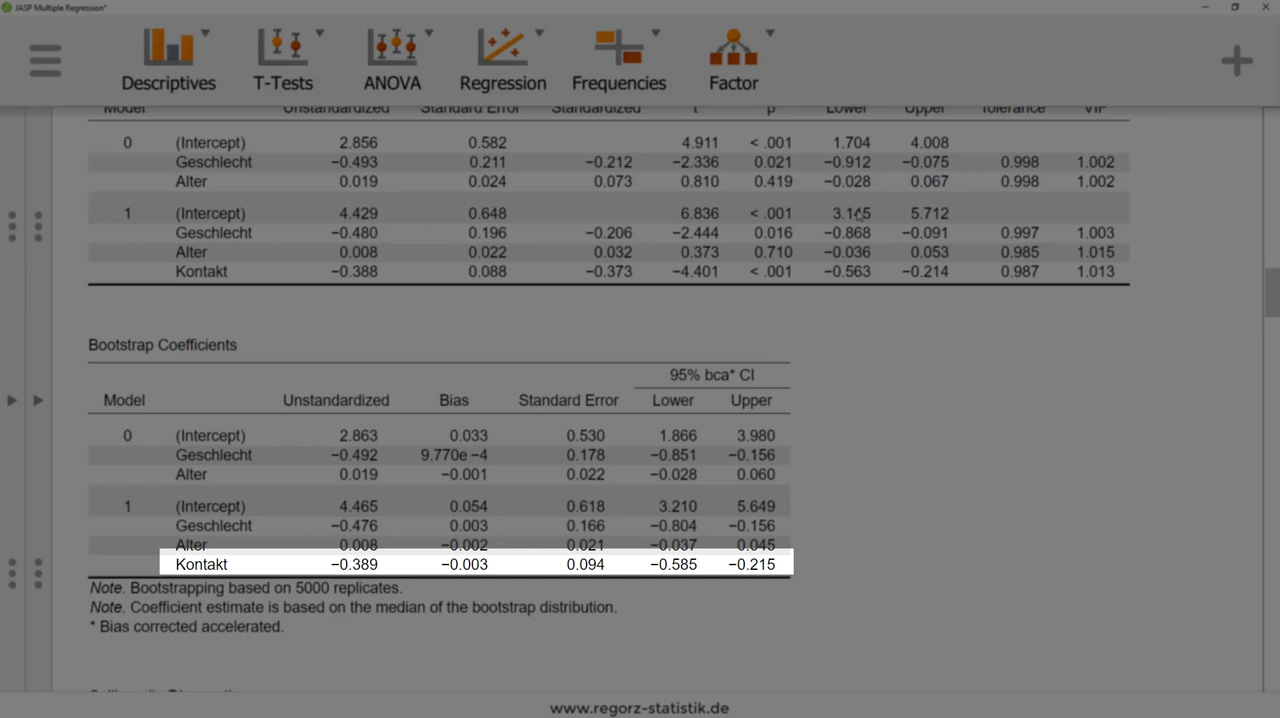 JASP Multiple Regression*
Descriptives T-Tests ANOVA Regression Frequencies Factor
Model Unstandardized Standard Error Standardized t p Lower Upper Tolerance VIF
0 (Intercept) 2.856 0.582 4.911 < .001 1.704 4.008
Geschlecht −0.493 0.211 −0.212 −2.336 0.021 −0.912 −0.075 0.998 1.002
Alter 0.019 0.024 0.073 0.810 0.419 −0.028 0.067 0.998 1.002
1 (Intercept) 4.429 0.648 6.836 < .001 5.712
Geschlecht −0.480 0.196 −0.206 −2.444 0.016 −0.868 −0.091 0.997 1.003
Alter 0.008 0.022 0.032 0.373 0.710 −0.036 0.053 0.985 1.015
Kontakt −0.388 0.088 −0.373 −4.401 < .001 −0.563 −0.214 0.987 1.013
Bootstrap Coefficients
95% bca* CI
Model Unstandardized Bias Standard Error Lower Upper
0 (Intercept) 2.863 0.033 0.530 1.866 3.980
Geschlecht −0.492 9.770e −4 0.178 −0.851 −0.156
Alter 0.019 −0.001 0.022 −0.028 0.060
1 (Intercept) 4.465 0.054 0.618 3.210 5.649
Geschlecht −0.476 0.003 0.166 −0.804 −0.156
Alter 0.008 −0.002 0.021 −0.037 0.045
Kontakt −0.389 −0.003 0.094 −0.585 −0.215
Note. Bootstrapping based on 5000 replicates.
Note. Coefficient estimate is based on the median of the bootstrap distribution.
* Bias corrected accelerated.
www.regorz-statistik.de